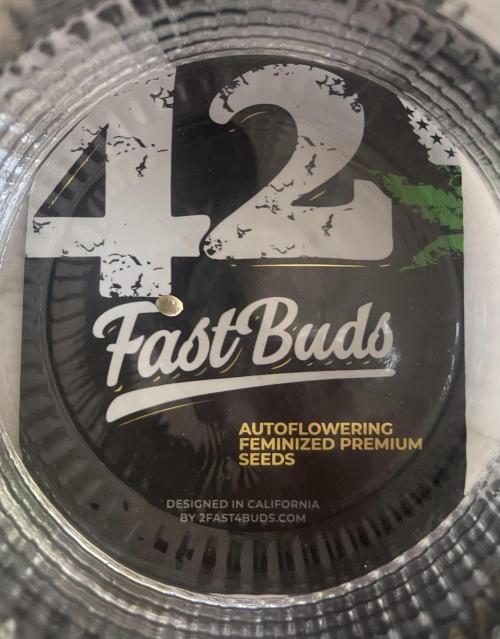 42
FastBuds
AUTOFLOWERING
FEMINIZED PREMIUM
SEEDS
DESIGNED IN CALIFORNIA
BY 2FAST4BUDS.COM